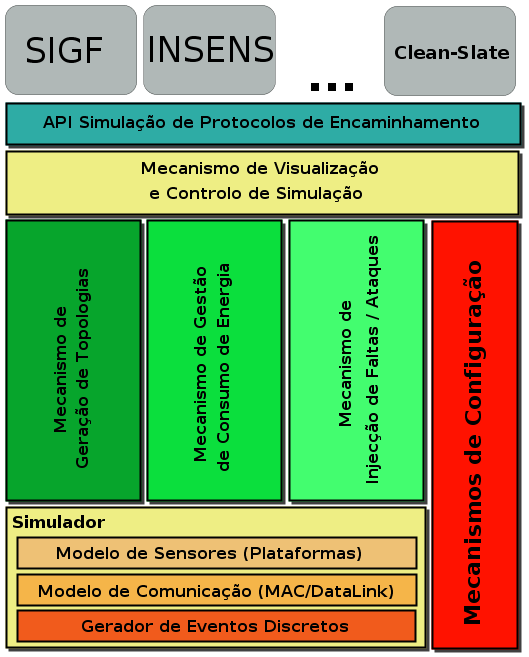 SIGF
INSENS
...
Clean-Slate
API Simulação de Protocolos de Encaminhamento
Mecanismo de Visualização
e Controlo de Simulação
Mecanismo de
Geração de Topologias
Mecanismo de Gestão
de Consumo de Energia
Mecanismo de
Injecção de Faltas / Ataques
Mecanismos de Configuração
Simulador
Modelo de Sensores (Plataformas)
Modelo de Comunicação (MAC/DataLink)
Gerador de Eventos Discretos